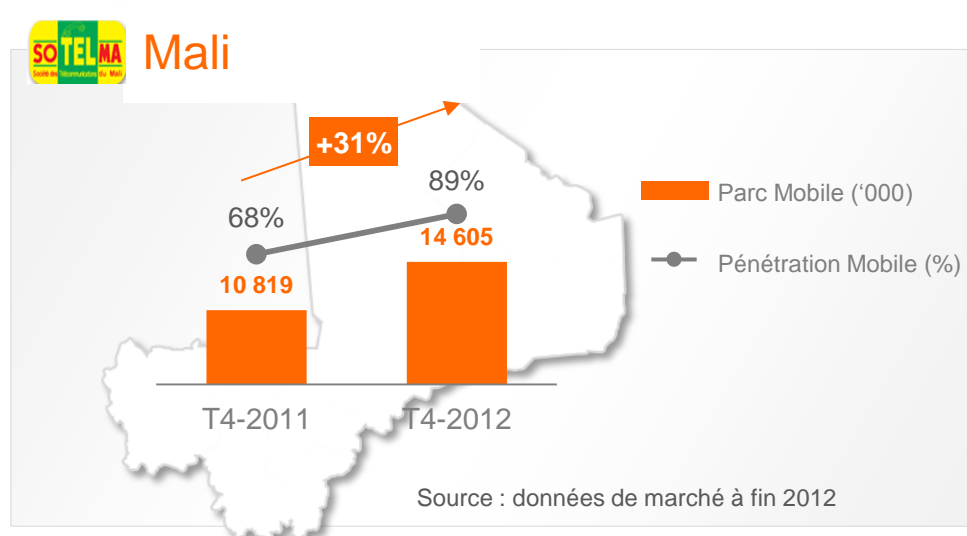 SOTELMA
Société des Télécommunications du Mali
Mali
+31%
68%
89%
10 819
14 605
T4-2011
T4-2012
Parc Mobile (‘000)
Pénétration Mobile (%)
Source : données de marché à fin 2012